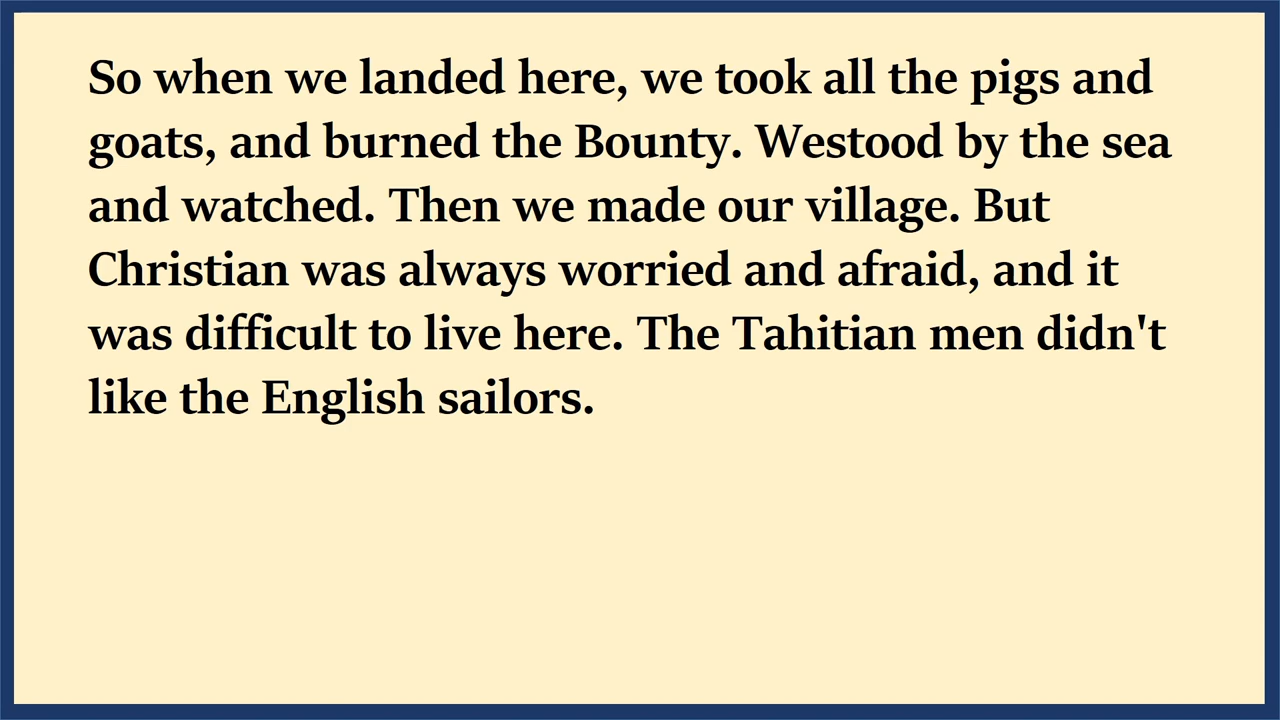 So when we landed here, we took all the pigs and
goats, and burned the Bounty. Westood by the sea
and watched. Then we made our village. But
Christian was always worried and afraid, and it
was difficult to live here. The Tahitian men didn't
like the English sailors.